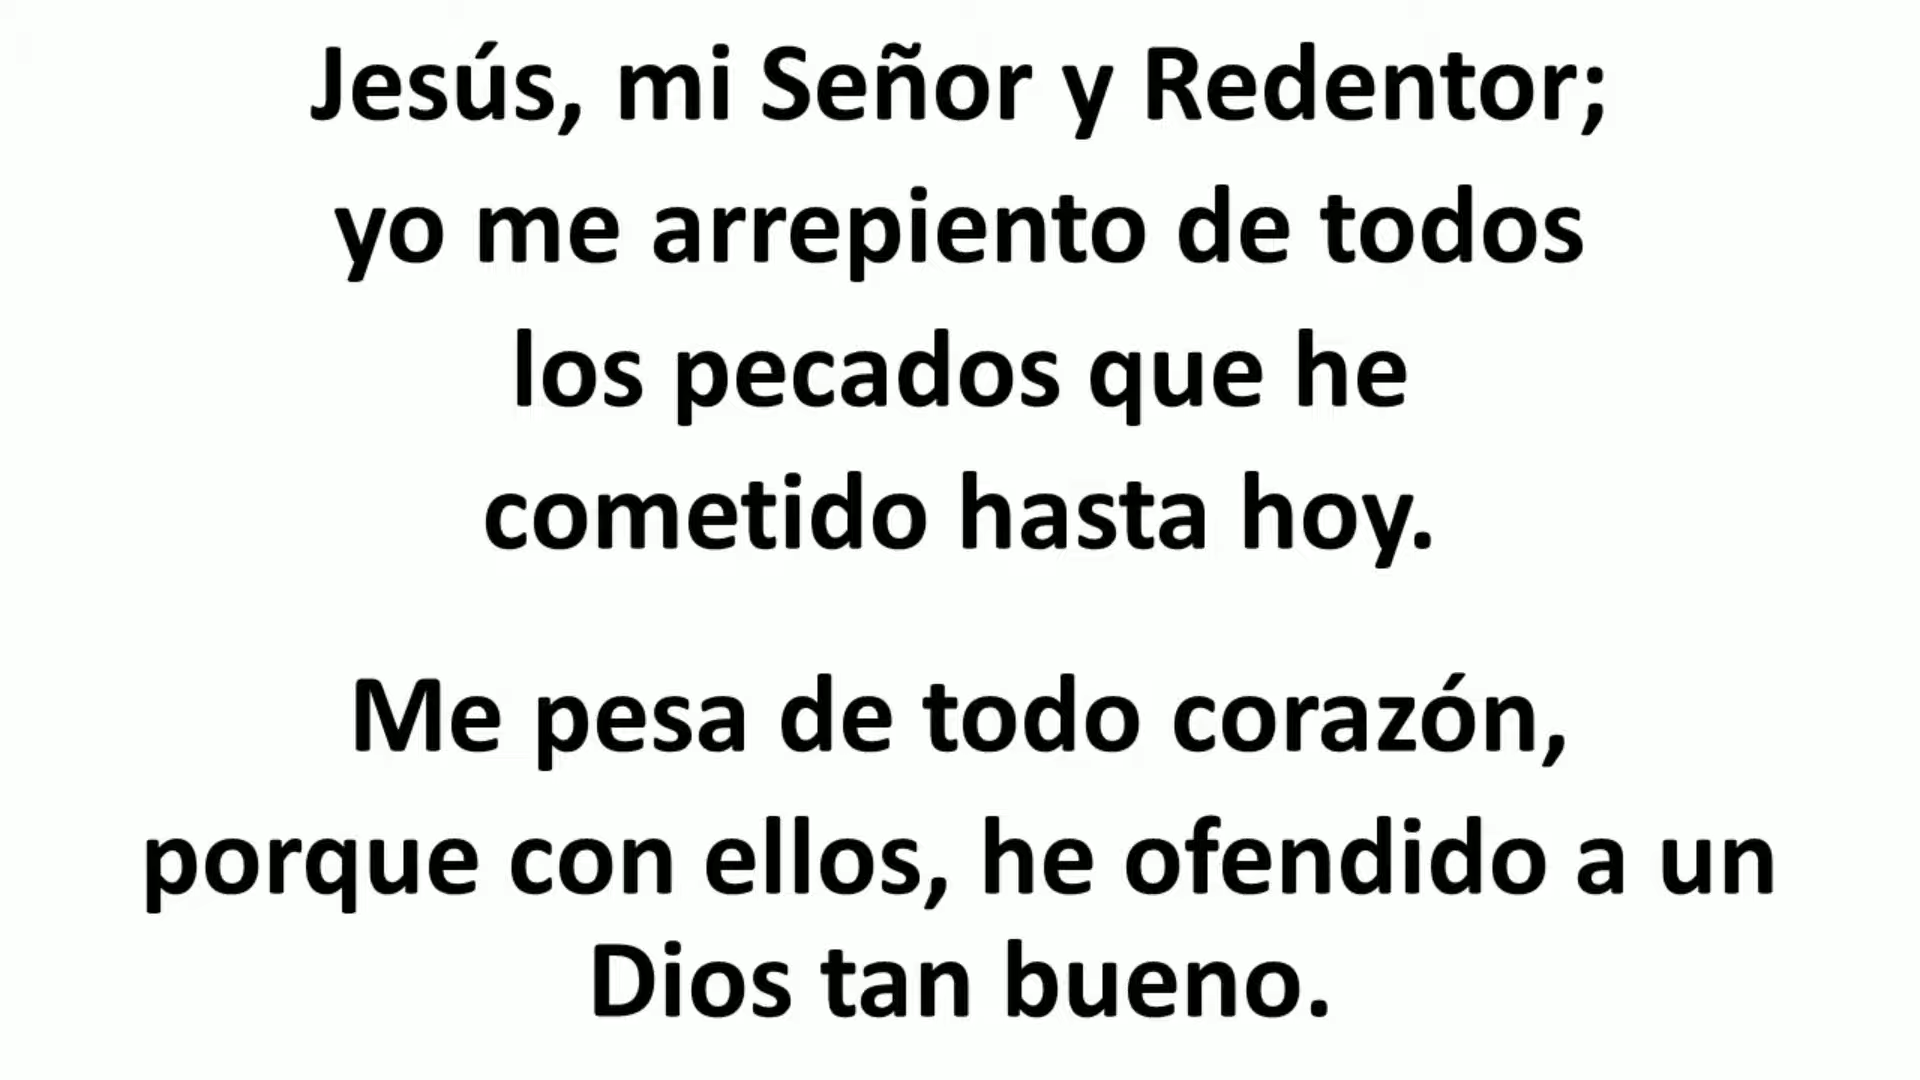 Jesús, mi Señor y Redentor;
yo me arrepiento de todos
los pecados que he
cometido hasta hoy.
Me pesa de todo corazón,
porque con ellos, he ofendido a un
Dios tan bueno.